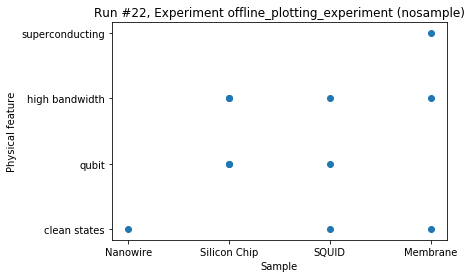 Run #22, Experiment offline_plotting_experiment (nosample)
superconducting
high bandwidth
qubit
clean states
Physical feature
Nanowire Silicon Chip SQUID Membrane
Sample